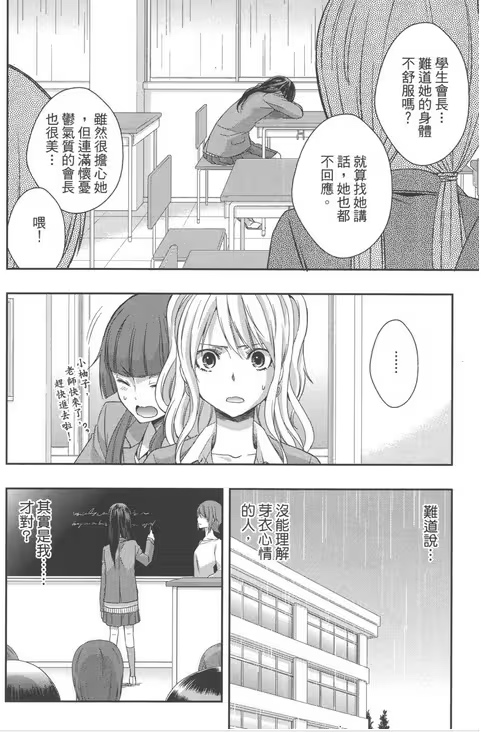 學生會長…
難道她的身體
不舒服嗎?
就算找她講
話，她也都
不回應。
雖然很擔心她
，但連滿懷憂
鬱氣質的會長
也很美…
喂!
……
小柚子，
老師快來了，
趕快進去啦!
難道說…
沒能理解
芽衣心情
的人，
其實是我……
才對?